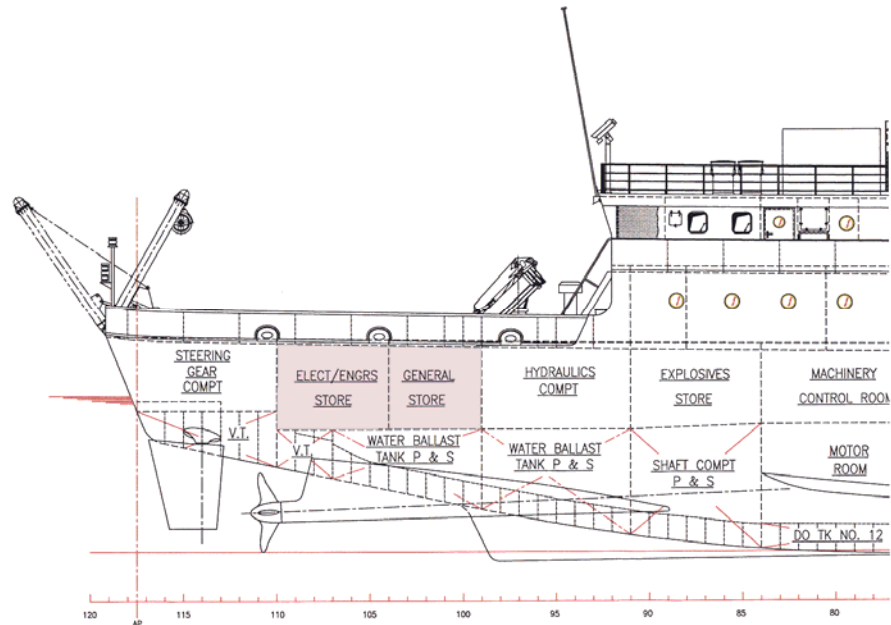 STEERING
GEAR
COMPT
ELECT/ENGRS
STORE
GENERAL
STORE
HYDRAULICS
COMPT
EXPLOSIVES
STORE
MACHINERY
CONTROL ROOM
V.T.
V.T.
WATER BALLAST
TANK P & S
WATER BALLAST
TANK P & S
SHAFT COMPT
P & S
MOTOR
ROOM
DO TK NO. 12
120 115 110 105 100 95 90 85 80
AP